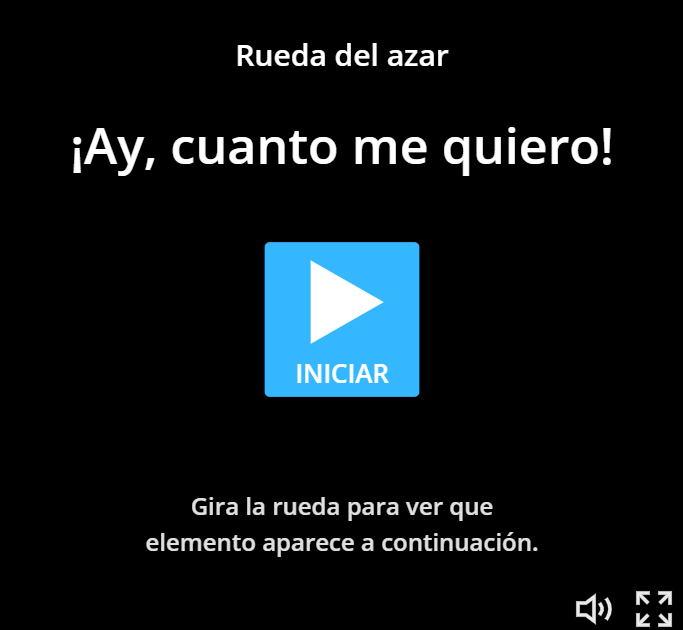 Rueda del azar
¡Ay, cuanto me quiero!
INICIAR
Gira la rueda para ver que
elemento aparece a continuación.